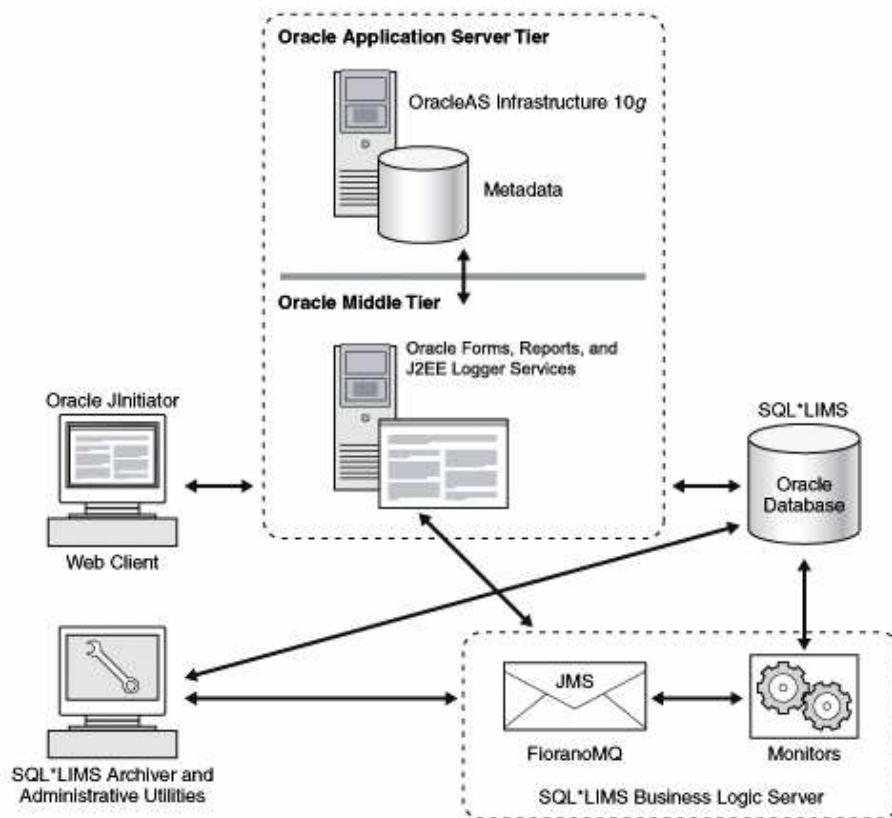 Oracle Application Server Tier
OracleAS Infrastructure 10g
Metadata
Oracle Middle Tier
Oracle Forms, Reports, and
J2EE Logger Services
Oracle JInitiator
Web Client
SQL*LIMS
Oracle
Database
SQL*LIMS Archiver and
Administrative Utilities
JMS
FioranoMQ
Monitors
SQL*LIMS Business Logic Server